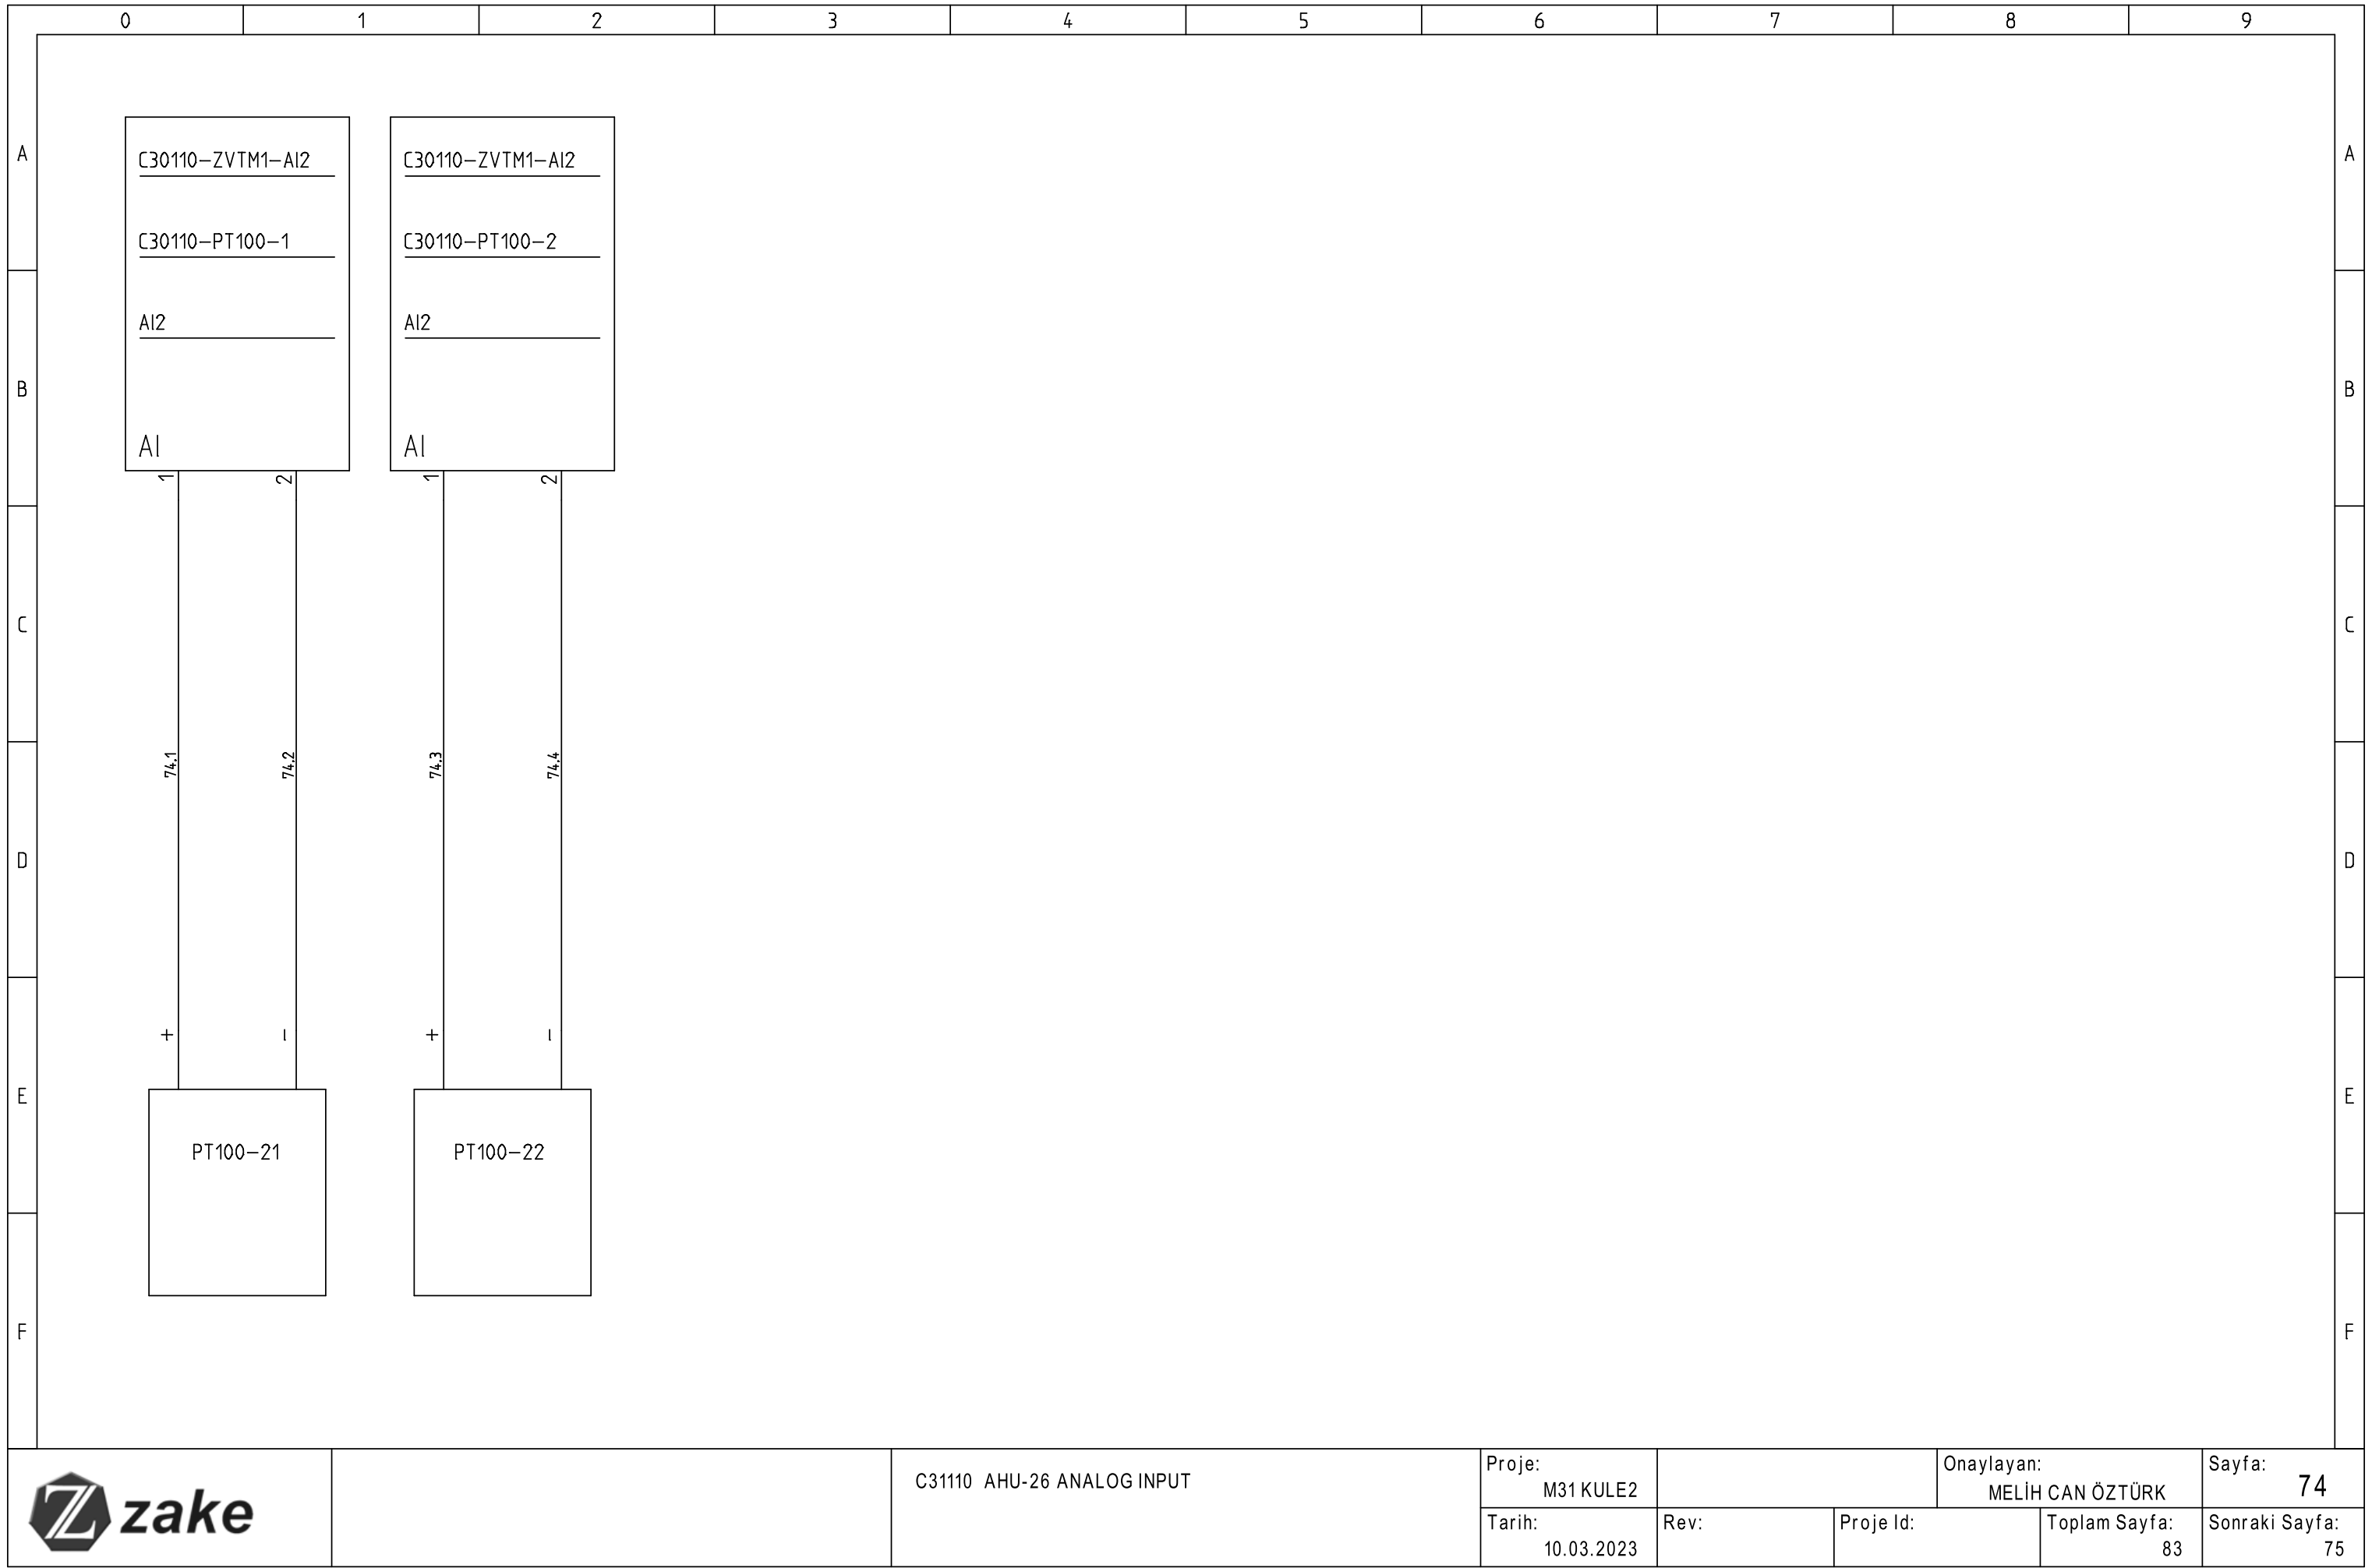 0 1 2 3 4 5 6 7 8 9
A A
C30110-ZVTM1-AI2 C30110-ZVTM1-AI2
C30110-PT100-1 C30110-PT100-2
AI2 AI2
B B
AI AI
1 2 1 2
C C
74.1 74.2 74.3 74.4
D D
+ - + -
E E
PT100-21 PT100-22
F F
Z zake
C31110 AHU-26 ANALOG INPUT
Proje:
M31 KULE2
Onaylayan:
MELİH CAN ÖZTÜRK
Sayfa:
74
Tarih:
10.03.2023
Rev:
Proje Id:
Toplam Sayfa:
83
Sonraki Sayfa:
75